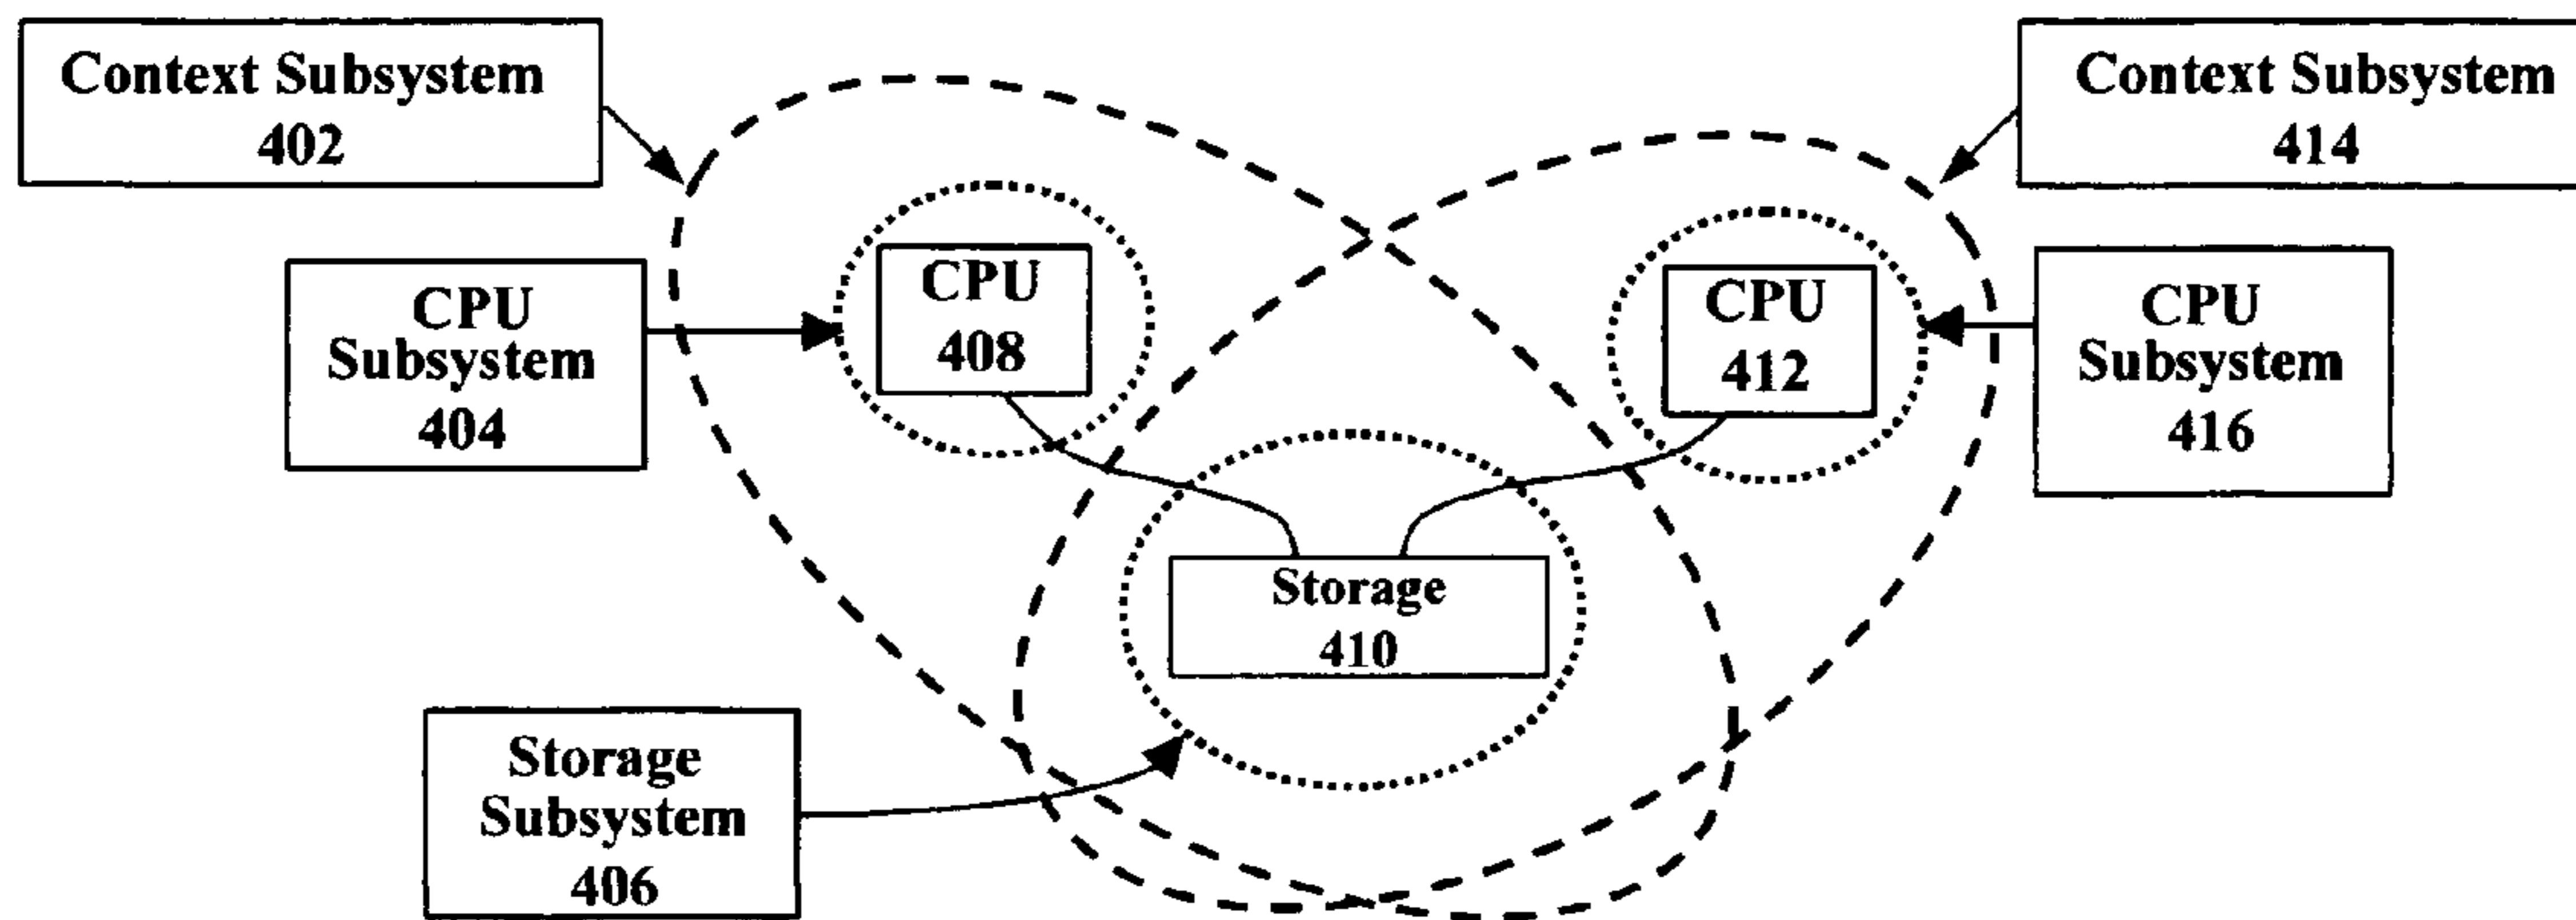 Context Subsystem
402
Context Subsystem
414
CPU
Subsystem
404
CPU
408
CPU
412
CPU
Subsystem
416
Storage
410
Storage
Subsystem
406